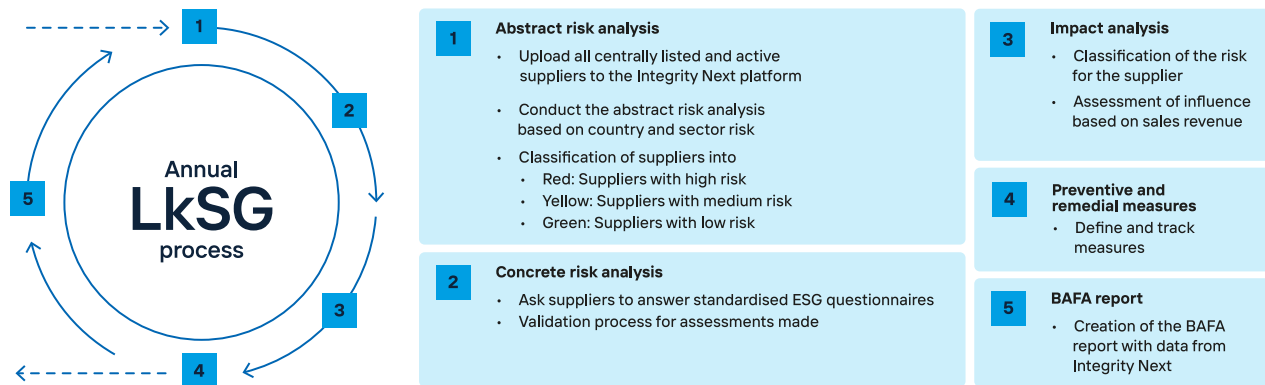 1
2
3
4
5
Annual
LkSG
process
1
Abstract risk analysis
• Upload all centrally listed and active
suppliers to the Integrity Next platform
• Conduct the abstract risk analysis
based on country and sector risk
• Classification of suppliers into
• Red: Suppliers with high risk
• Yellow: Suppliers with medium risk
• Green: Suppliers with low risk
2
Concrete risk analysis
• Ask suppliers to answer standardised ESG questionnaires
• Validation process for assessments made
3
Impact analysis
• Classification of the risk
for the supplier
• Assessment of influence
based on sales revenue
4
Preventive and
remedial measures
• Define and track
measures
5
BAFA report
• Creation of the BAFA
report with data from
Integrity Next